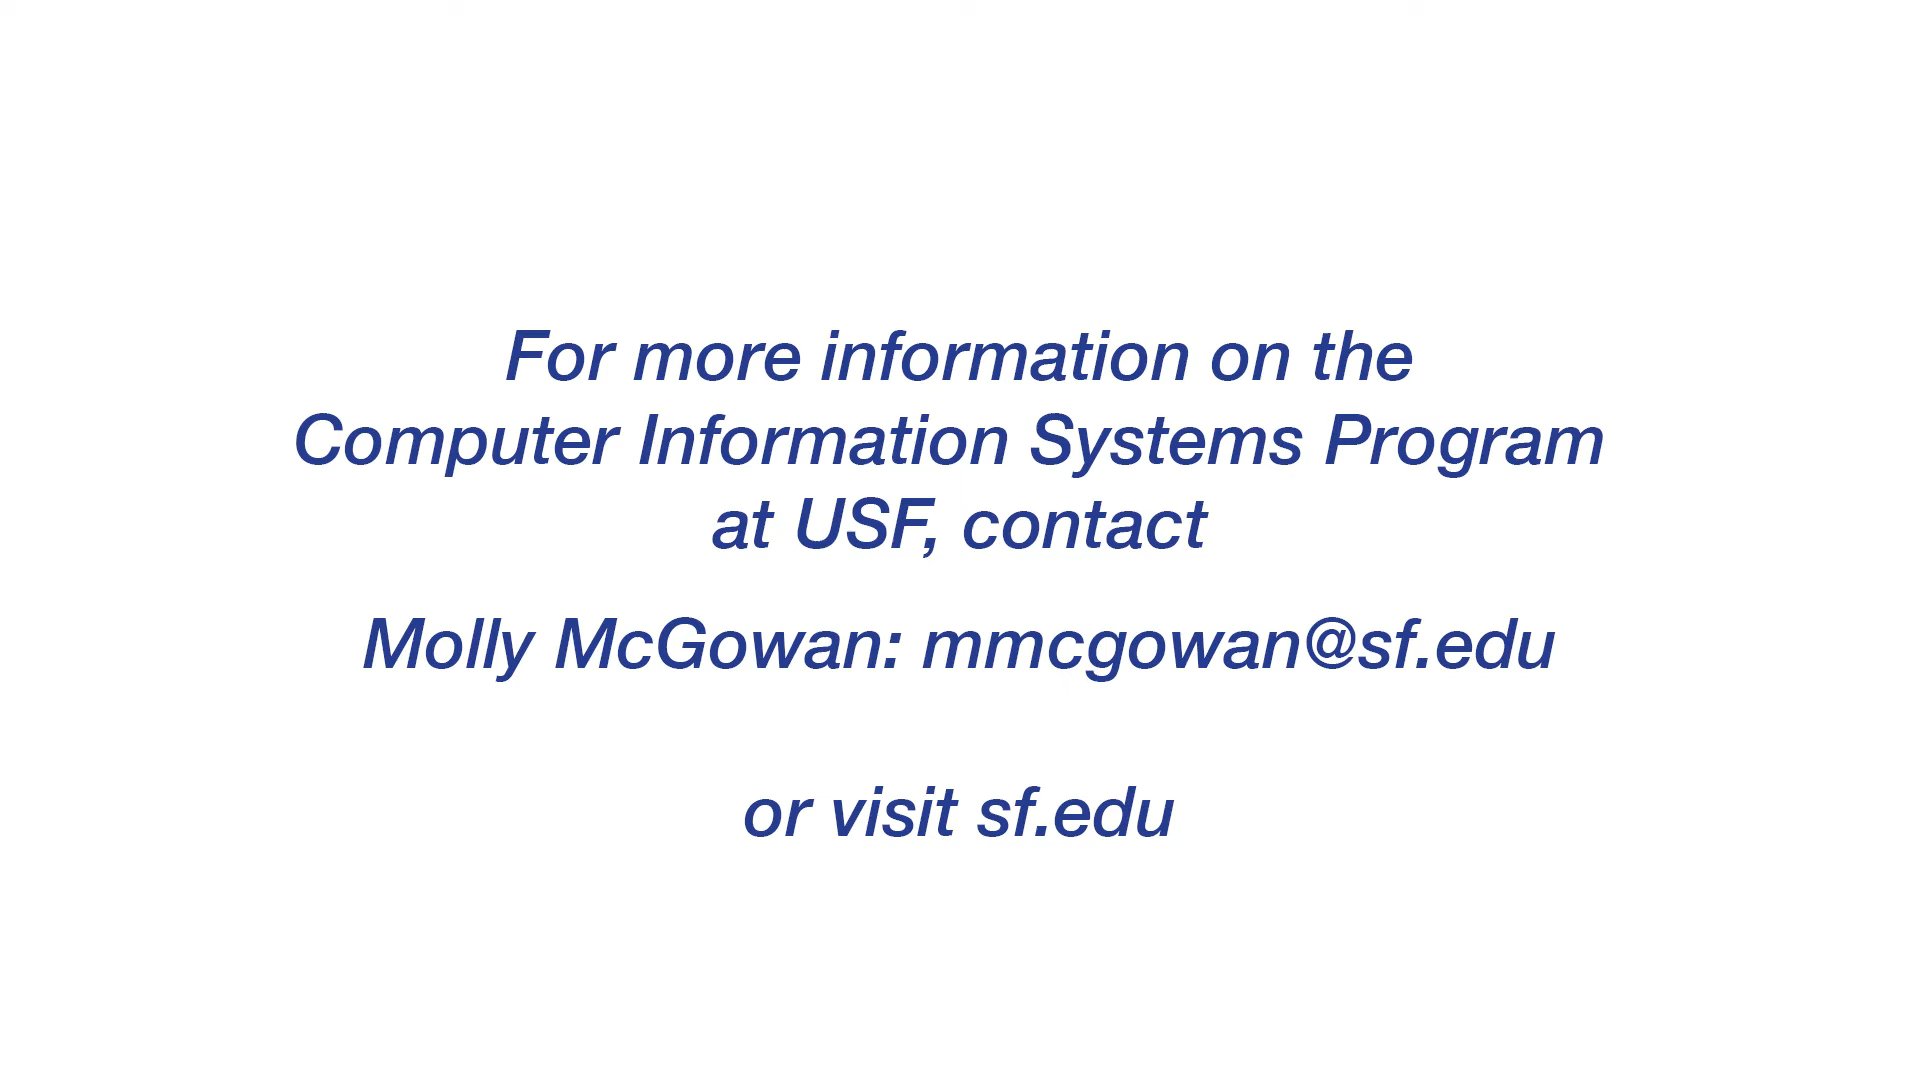 For more information on the
Computer Information Systems Program
at USF, contact
Molly McGowan: mmcgowan@sf.edu
or visit sf.edu